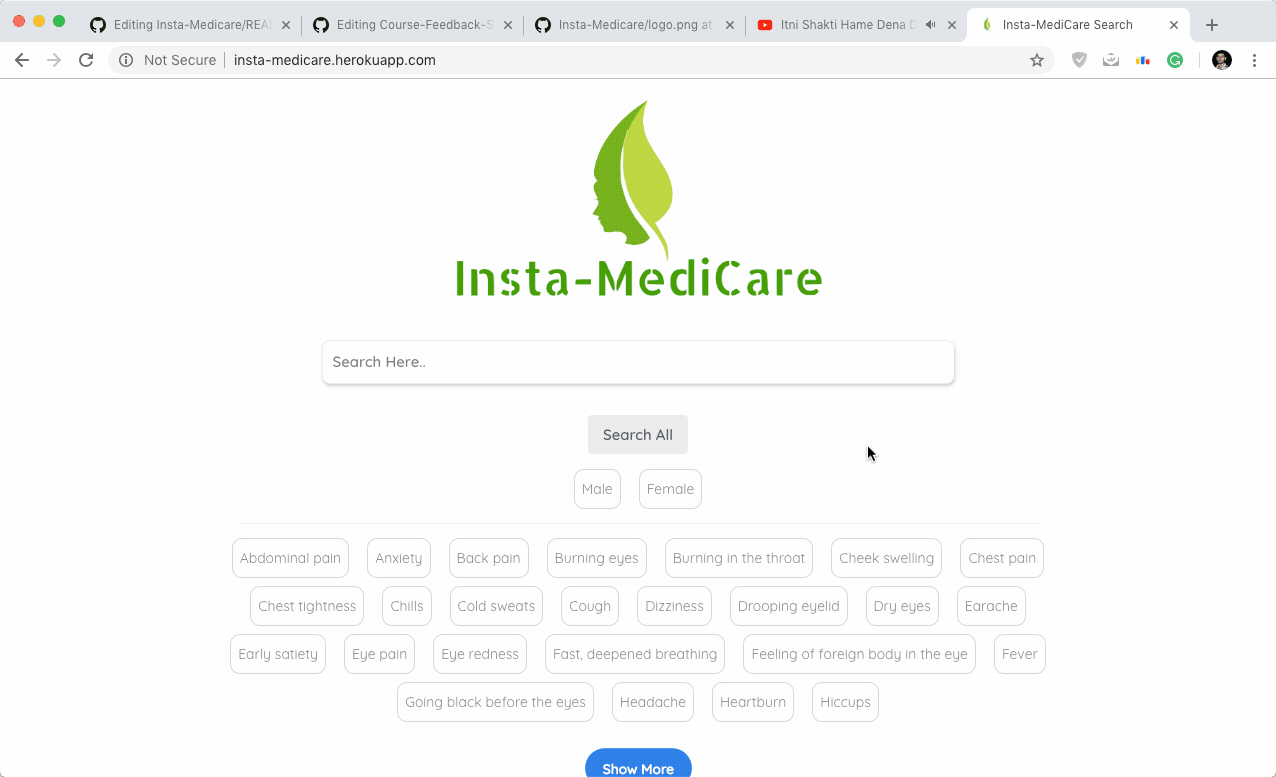 Editing Insta-Medicare/REA
Editing Course-Feedback-S
Insta-Medicare/logo.png at
Itni Shakti Hame Dena D
Insta-MediCare Search
Not Secure
insta-medicare.herokuapp.com
Insta-MediCare
Search Here..
Search All
Male Female
Abdominal pain Anxiety Back pain Burning eyes Burning in the throat Cheek swelling Chest pain
Chest tightness Chills Cold sweats Cough Dizziness Drooping eyelid Dry eyes Earache
Early satiety Eye pain Eye redness Fast, deepened breathing Feeling of foreign body in the eye Fever
Going black before the eyes Headache Heartburn Hiccups
Show More